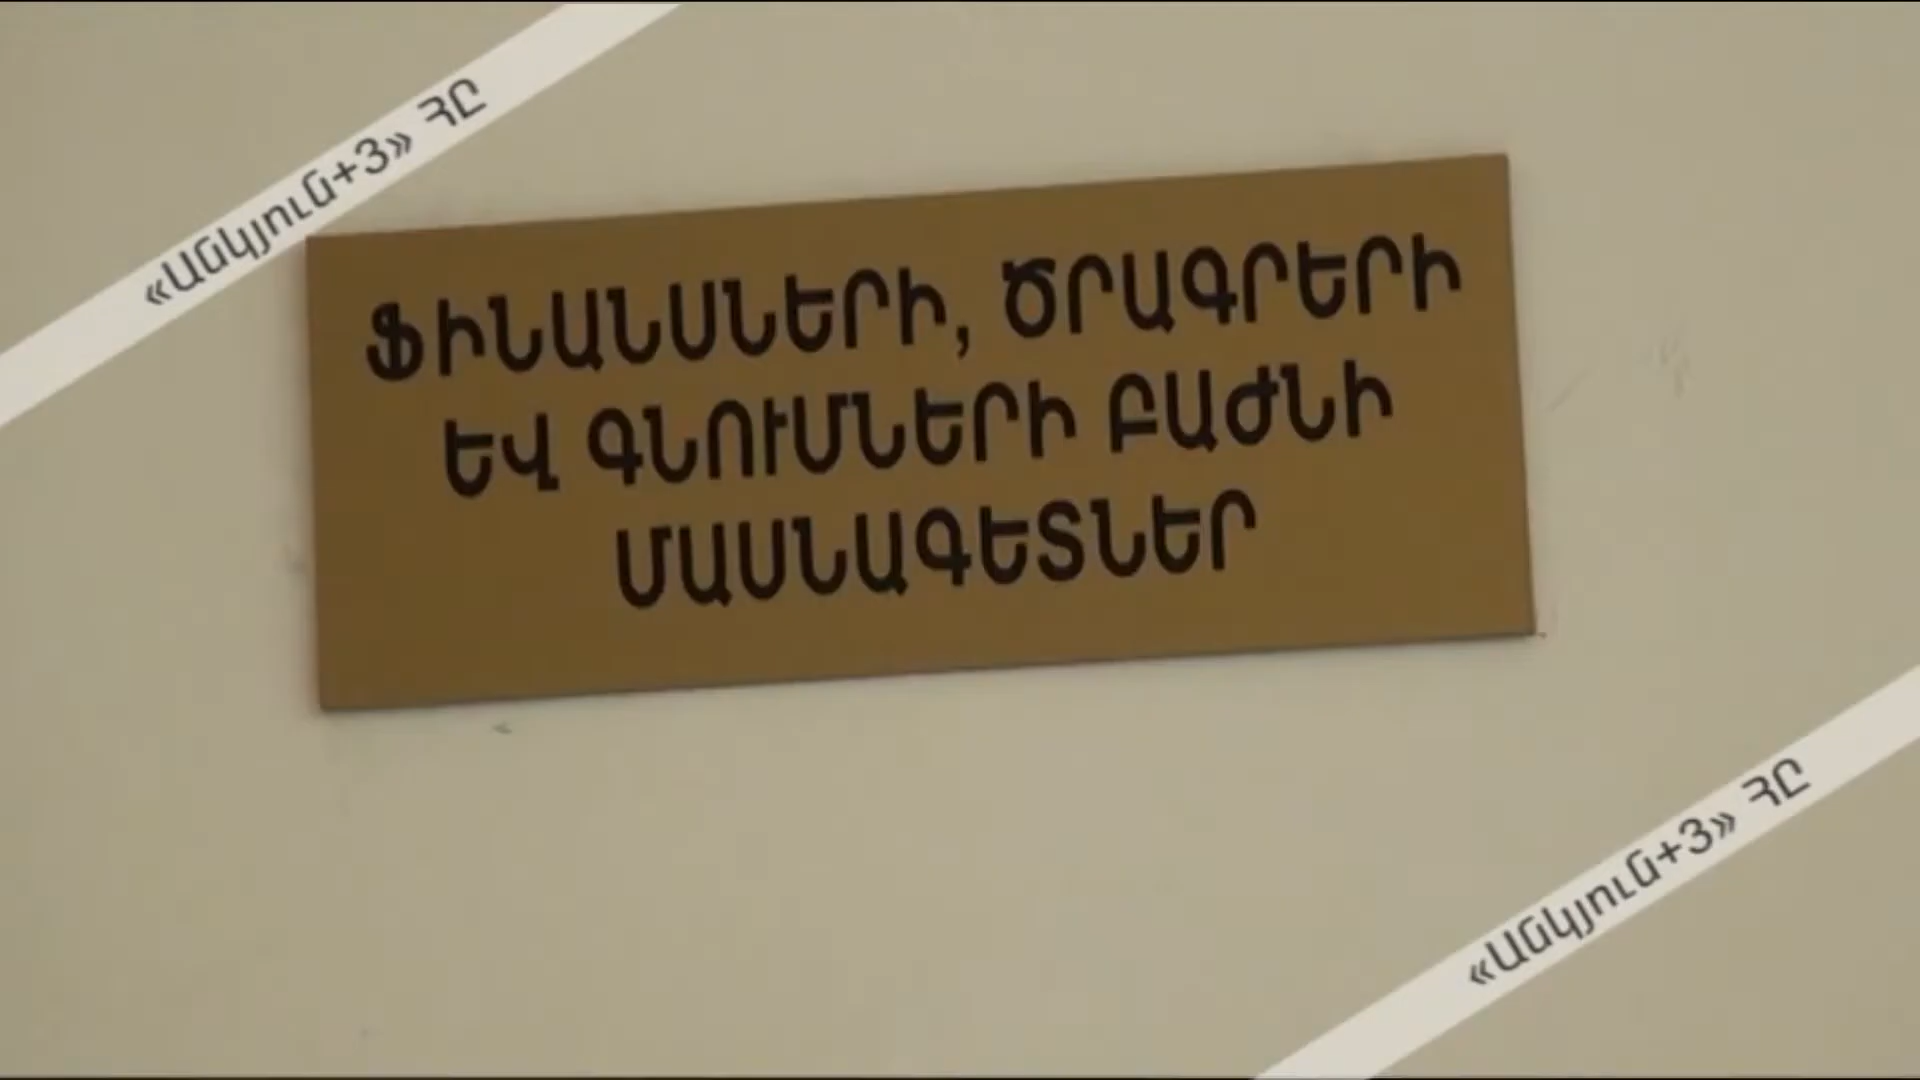 «Անկյուն+3» ՀԸ
ՖԻՆԱՆՍՆԵՐԻ, ԾՐԱԳՐԵՐԻ
ԵՎ ԳՆՈՒՄՆԵՐԻ ԲԱԺՆԻ
ՄԱՍՆԱԳԵՏՆԵՐ
«Անկյուն+3» ՀԸ